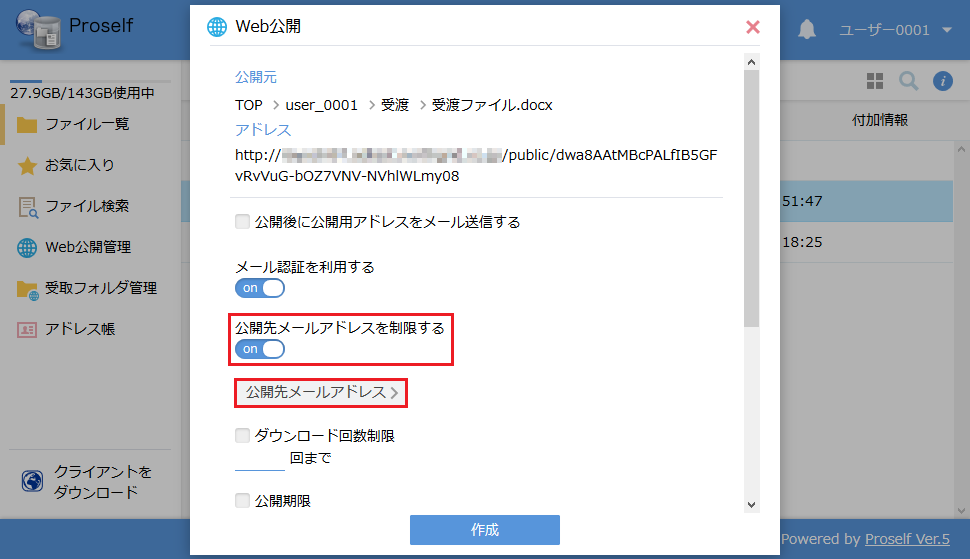 Proself
ユーザー0001
27.9GB/143GB使用中
ファイル一覧
お気に入り
ファイル検索
Web公開管理
受取フォルダ管理
アドレス帳
クライアントを
ダウンロード
Web公開
公開元
TOP > user_0001 > 受渡 > 受渡ファイル.docx
アドレス
http:// /public/dwa8AAtMBcPALfIB5GF
vRvVuG-bOZ7VNV-NVhlWLmy08
公開後に公開用アドレスをメール送信する
メール認証を利用する
on
公開先メールアドレスを制限する
on
公開先メールアドレス
ダウンロード回数制限
回まで
公開期限
作成
付加情報
51:47
18:25
Powered by Proself Ver.5